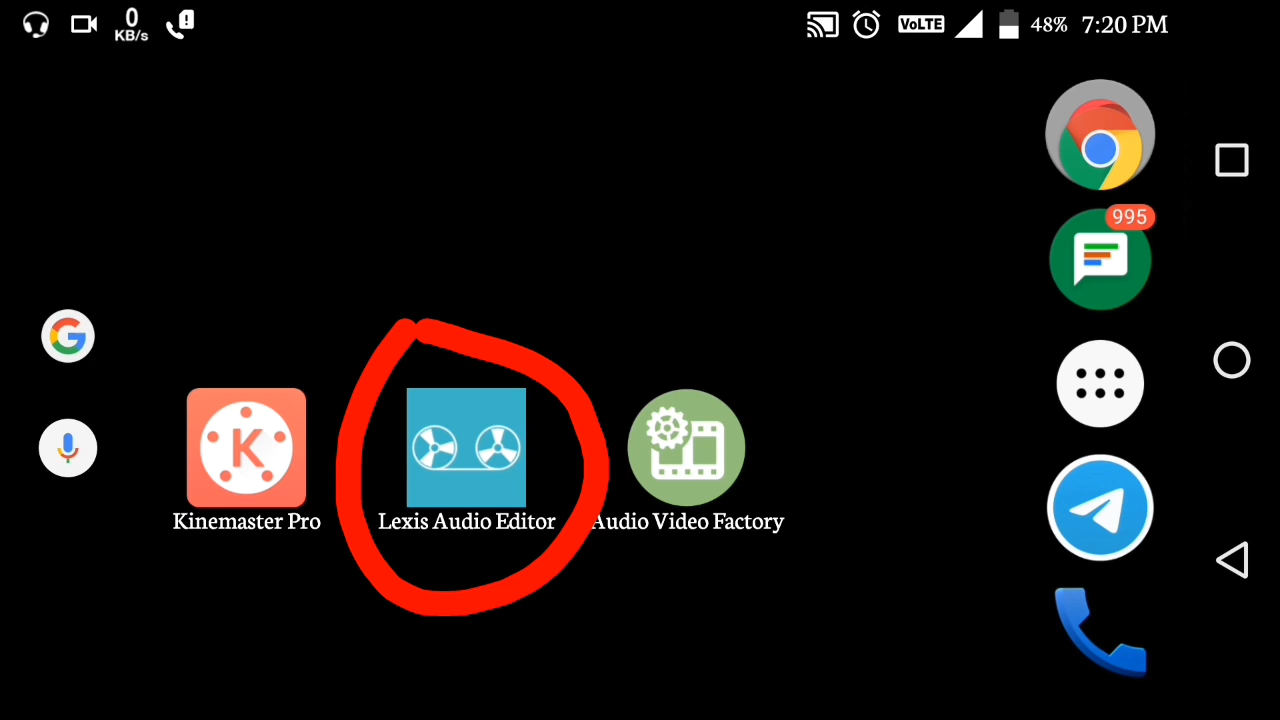 0
KB/s
VoLTE
48%
7:20 PM
995
Kinemaster Pro
Lexis Audio Editor
Audio Video Factory